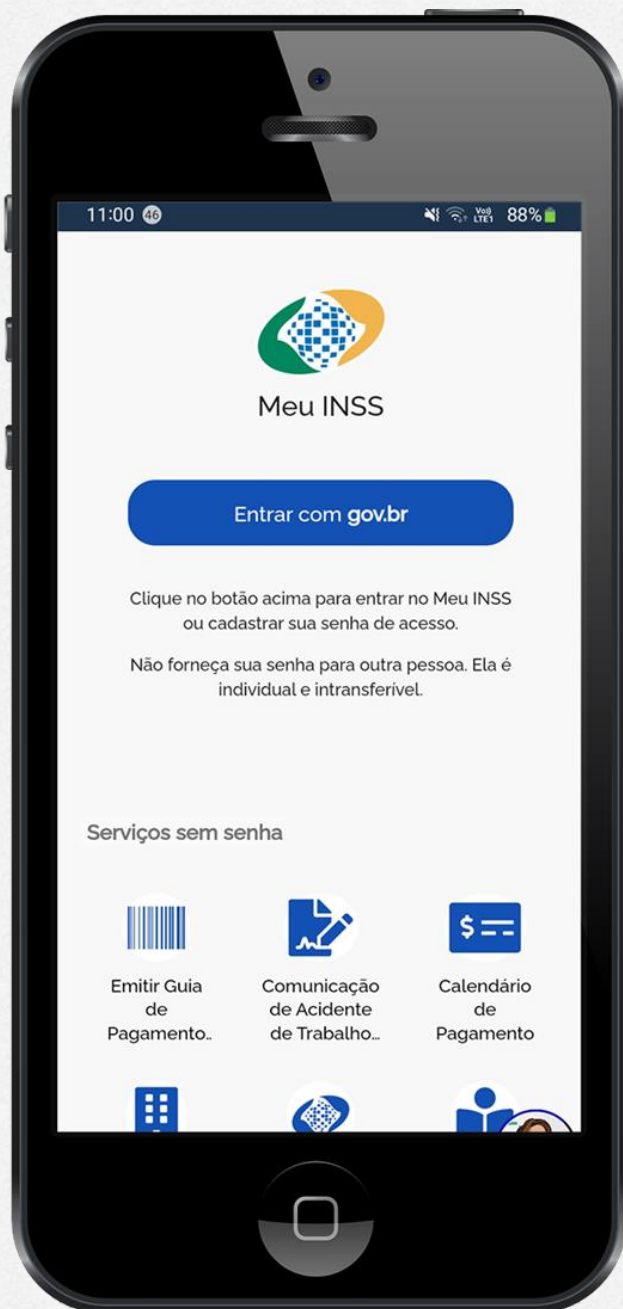 11:00 46 Vo)) LTE1 88%
Meu INSS
Entrar com gov.br
Clique no botão acima para entrar no Meu INSS
ou cadastrar sua senha de acesso.
Não forneça sua senha para outra pessoa. Ela é
individual e intransferível.
Serviços sem senha
Emitir Guia
de
Pagamento..
Comunicação
de Acidente
de Trabalho...
Calendário
de
Pagamento